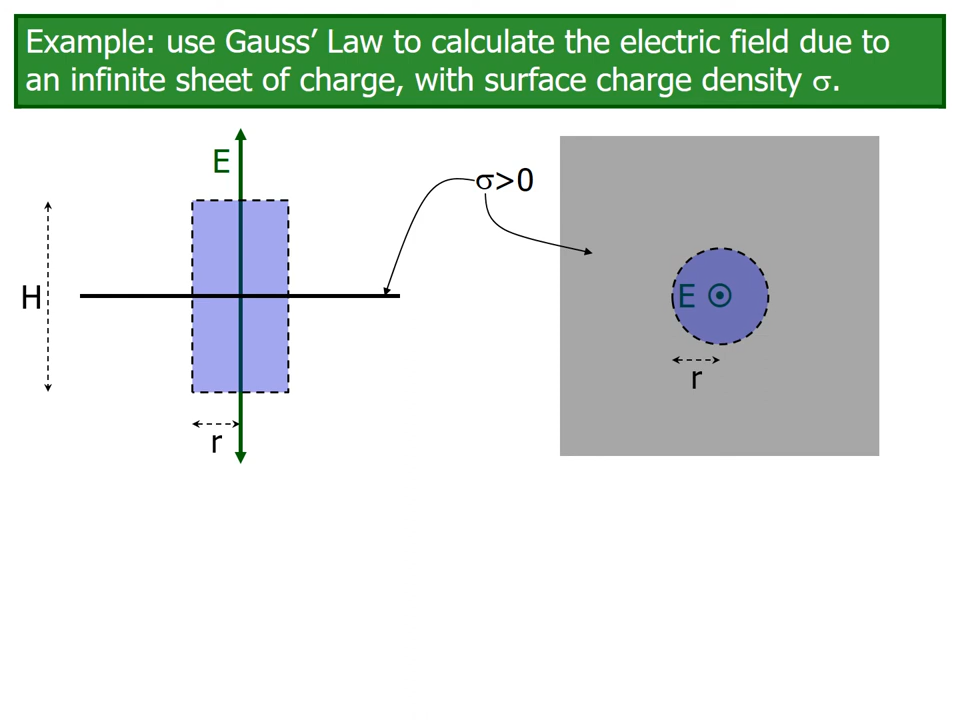 Example: use Gauss’ Law to calculate the electric field due to
an infinite sheet of charge, with surface charge density σ.
E
σ>0
H
E
r
r